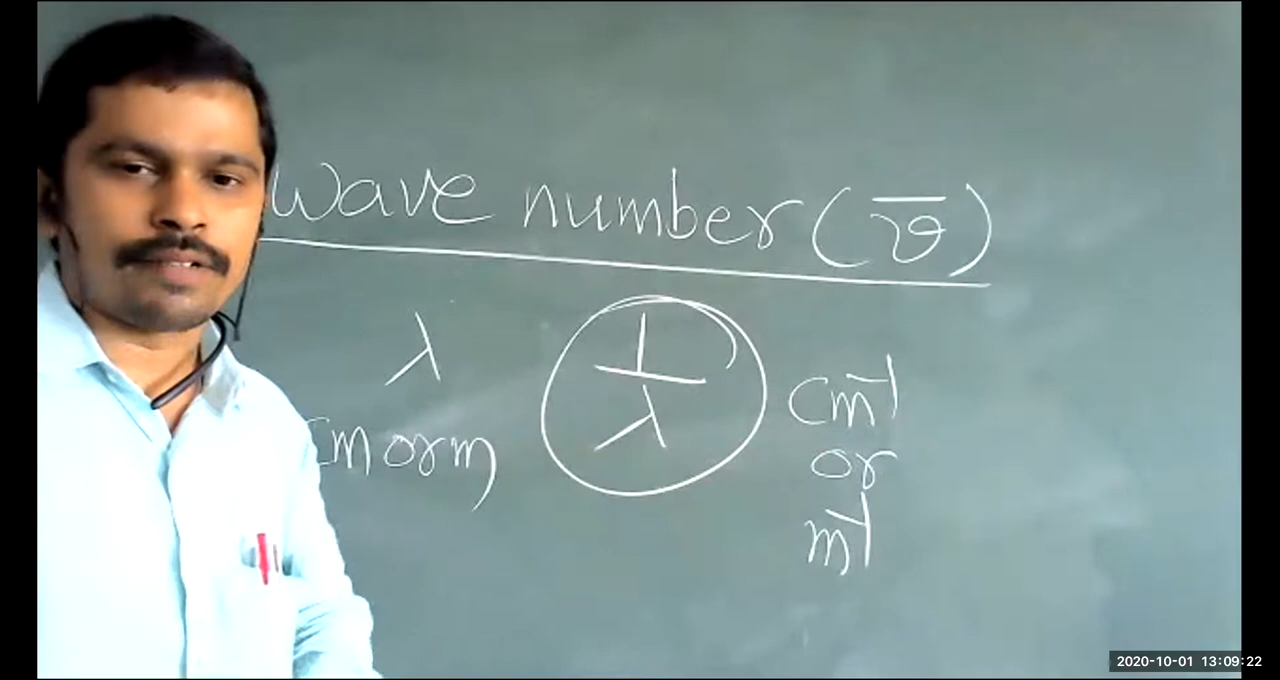 Wave number (ν̅)
λ
cm or m
1
λ
cm⁻¹
or
m⁻¹
2020-10-01 13:09:22